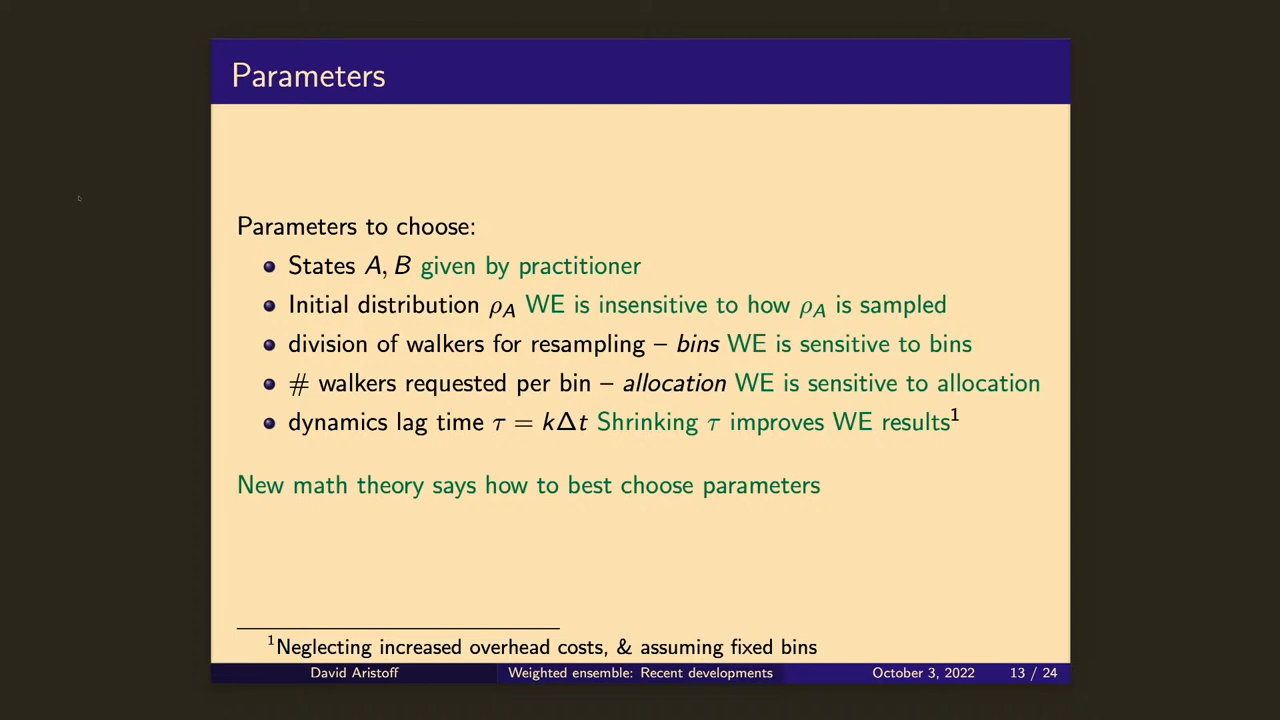 Parameters
Parameters to choose:
States A, B given by practitioner
Initial distribution ρA WE is insensitive to how ρA is sampled
division of walkers for resampling – bins WE is sensitive to bins
# walkers requested per bin – allocation WE is sensitive to allocation
dynamics lag time τ = kΔt Shrinking τ improves WE results¹
New math theory says how to best choose parameters
¹Neglecting increased overhead costs, & assuming fixed bins
David Aristoff Weighted ensemble: Recent developments October 3, 2022 13 / 24